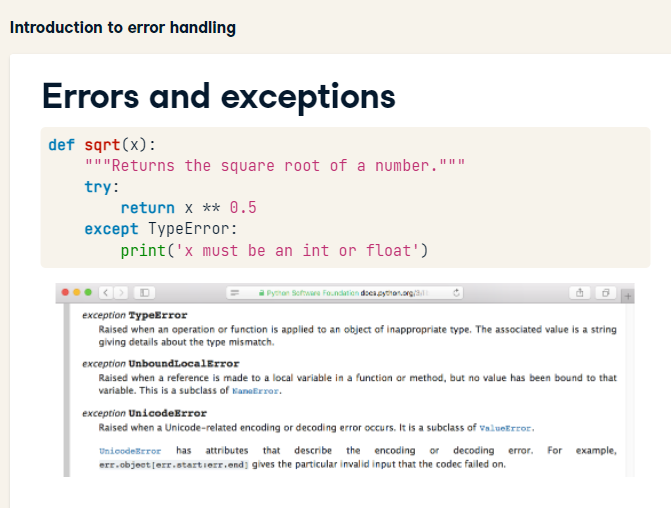 Introduction to error handling
Errors and exceptions
def sqrt(x):
    """Returns the square root of a number."""
    try:
        return x ** 0.5
    except TypeError:
        print('x must be an int or float')
Python Software Foundation docs.python.org/3/li
exception TypeError
Raised when an operation or function is applied to an object of inappropriate type. The associated value is a string
giving details about the type mismatch.
exception UnboundLocalError
Raised when a reference is made to a local variable in a function or method, but no value has been bound to that
variable. This is a subclass of NameError.
exception UnicodeError
Raised when a Unicode-related encoding or decoding error occurs. It is a subclass of ValueError.
UnicodeError has attributes that describe the encoding or decoding error. For example,
err.object[err.start:err.end] gives the particular invalid input that the codec failed on.